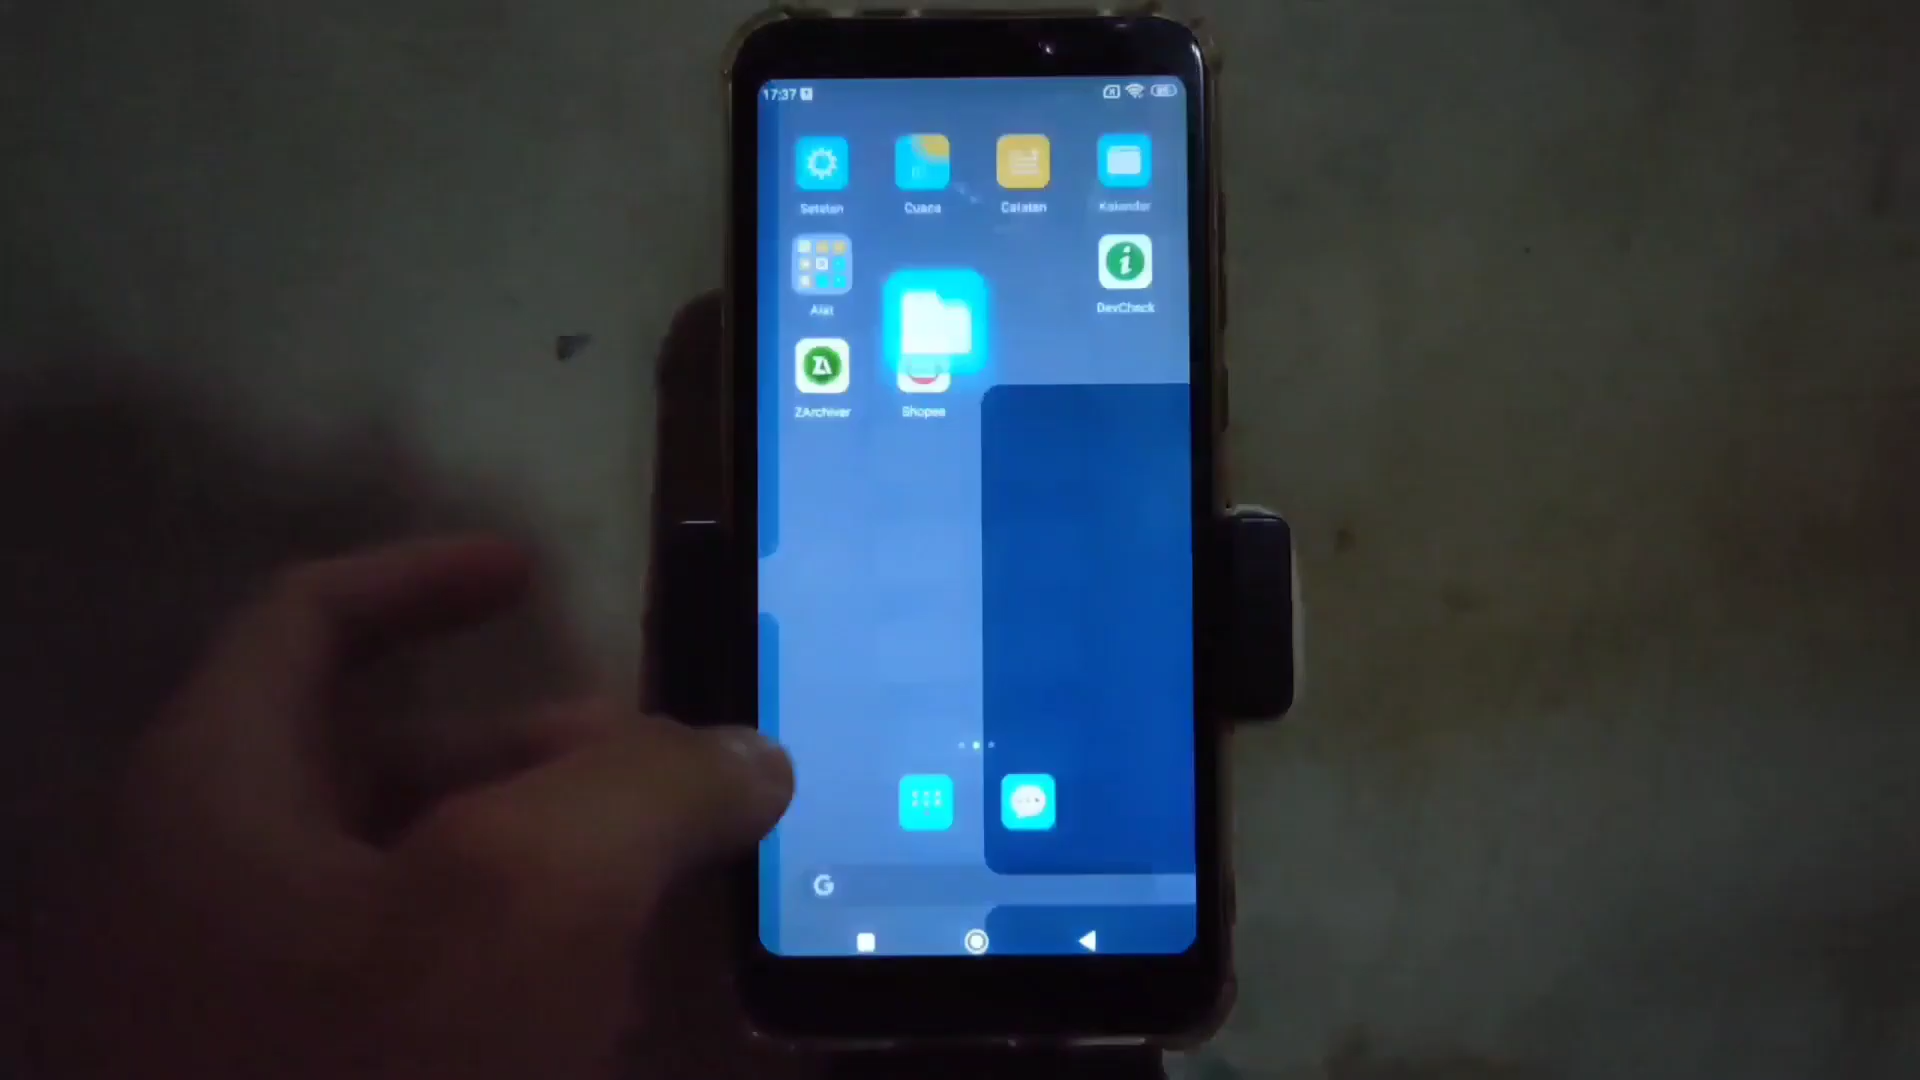 17:37
Setelan
Cuaca
Catatan
Kalender
Alat
DevCheck
ZArchiver
Shopee
G